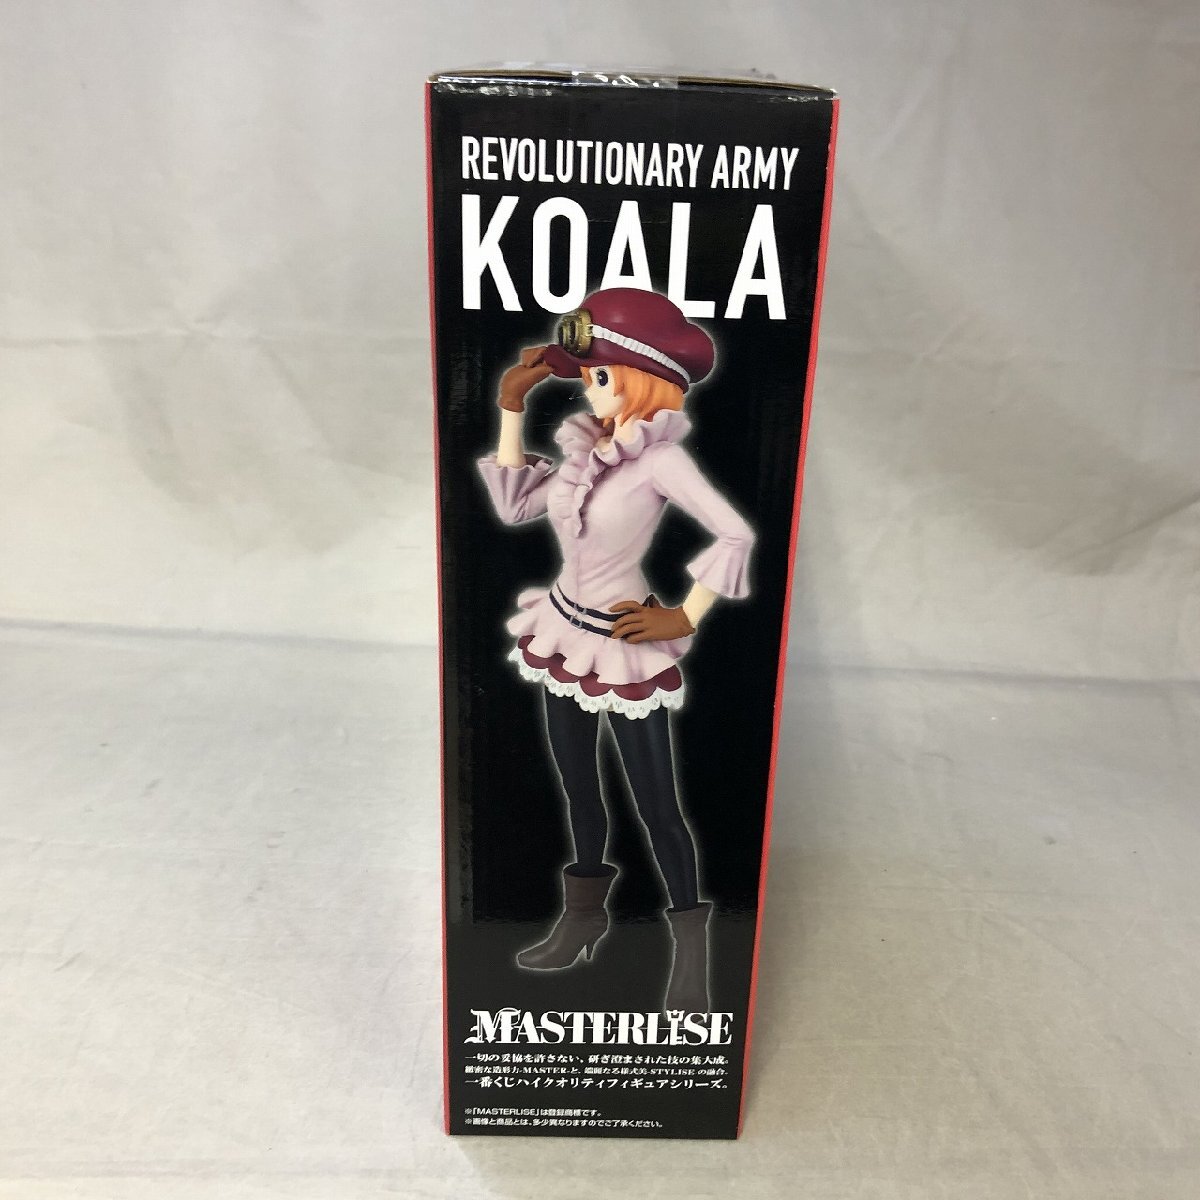 REVOLUTIONARY ARMY
KOALA
MASTERLISE
一切の妥協を許さない、研ぎ澄まされた技の集大成。
緻密な造形力-MASTER-と、端麗なる様式美-STYLISE-の融合。
一番くじハイクオリティフィギュアシリーズ。
※「MASTERLISE」は登録商標です。
※画像と商品とは、多少異なりますのでご了承ください。